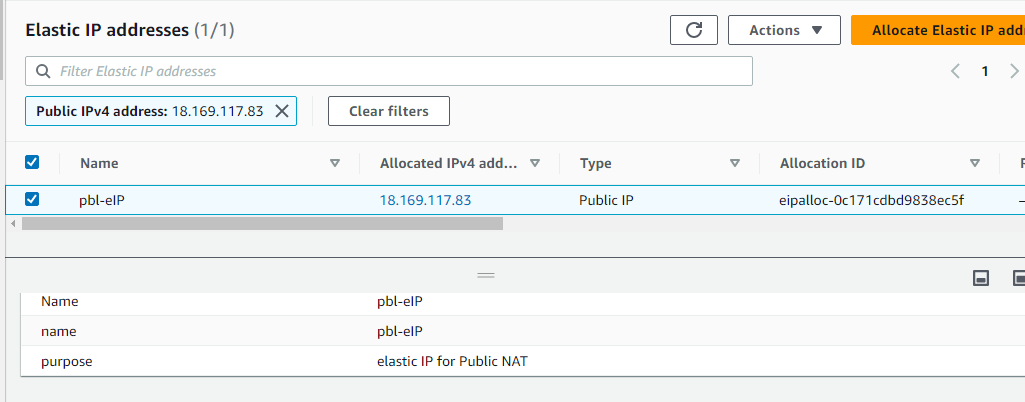 Elastic IP addresses (1/1)
Actions
Allocate Elastic IP addr
Filter Elastic IP addresses
1
Public IPv4 address: 18.169.117.83
Clear filters
Name Allocated IPv4 add... Type Allocation ID
pbl-eIP 18.169.117.83 Public IP eipalloc-0c171cdbd9838ec5f –
Name pbl-eIP
name pbl-eIP
purpose elastic IP for Public NAT